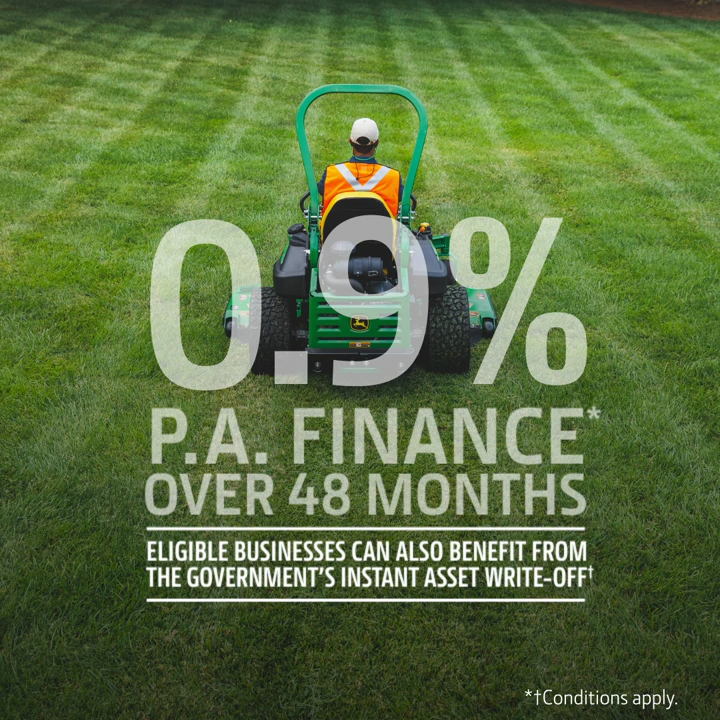 0.9%
P.A. FINANCE*
OVER 48 MONTHS
ELIGIBLE BUSINESSES CAN ALSO BENEFIT FROM
THE GOVERNMENT'S INSTANT ASSET WRITE-OFF†
*†Conditions apply.